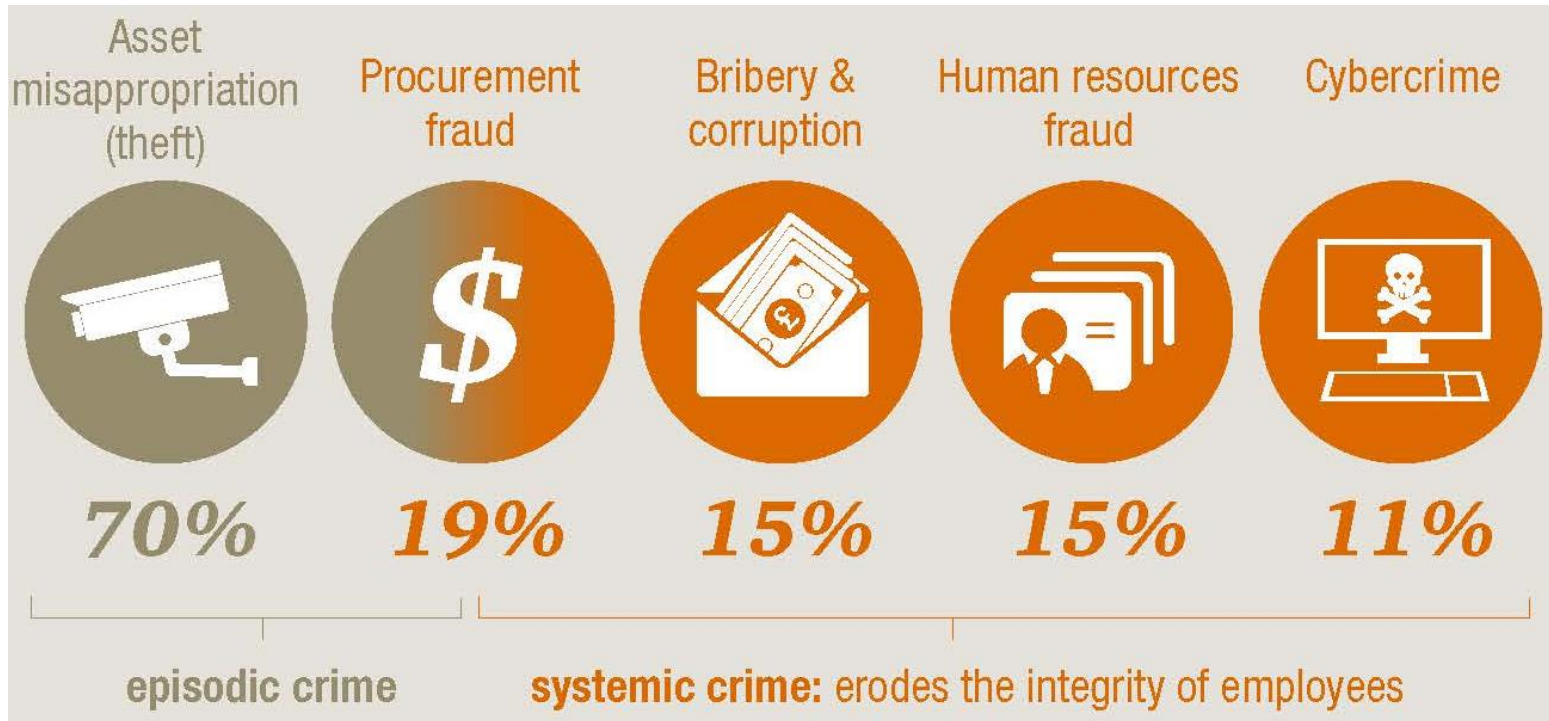 Asset
misappropriation
(theft)
Procurement
fraud
Bribery &
corruption
Human resources
fraud
Cybercrime
$
£
70%
19%
15%
15%
11%
episodic crime
systemic crime: erodes the integrity of employees